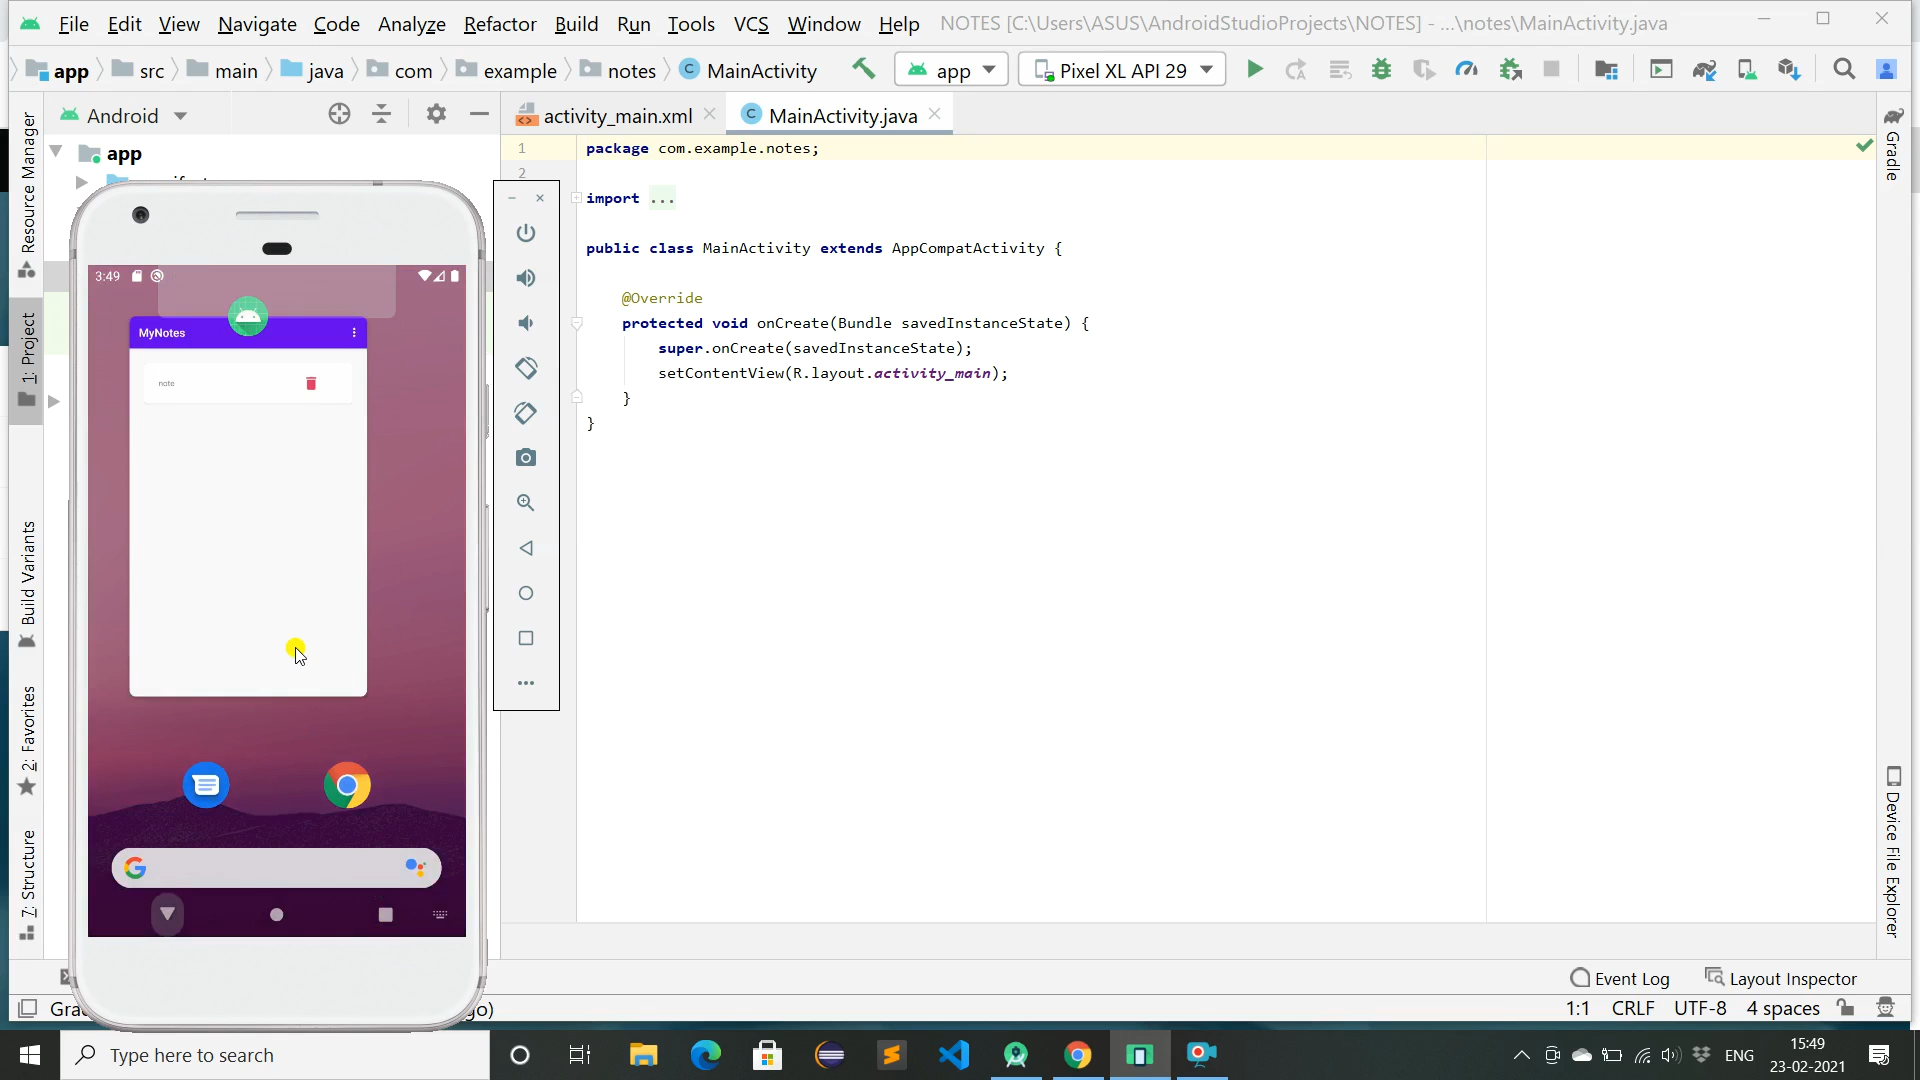 File Edit View Navigate Code Analyze Refactor Build Run Tools VCS Window Help NOTES [C:\Users\ASUS\AndroidStudioProjects\NOTES] - ...\notes\MainActivity.java
app src main java com example notes MainActivity app Pixel XL API 29
Android
activity_main.xml MainActivity.java
app
Resource Manager
1: Project
Build Variants
2: Favorites
7: Structure
Gradle
Device File Explorer
1 package com.example.notes;
2
import ...
public class MainActivity extends AppCompatActivity {
@Override
protected void onCreate(Bundle savedInstanceState) {
super.onCreate(savedInstanceState);
setContentView(R.layout.activity_main);
}
}
3:49
MyNotes
note
Event Log Layout Inspector
1:1 CRLF UTF-8 4 spaces
Type here to search
ENG
15:49
23-02-2021